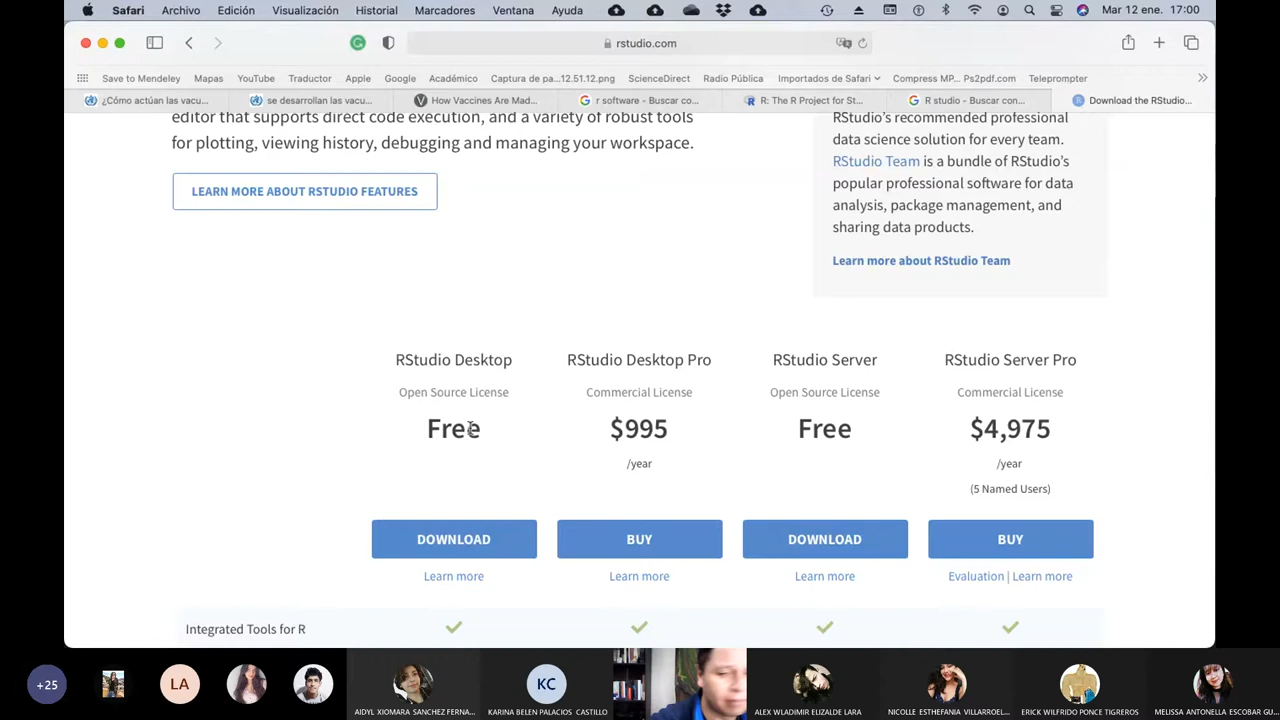 Safari Archivo Edición Visualización Historial Marcadores Ventana Ayuda Mar 12 ene. 17:00
rstudio.com
Save to Mendeley Mapas YouTube Traductor Apple Google Académico Captura de pa...12.51.12.png ScienceDirect Radio Pública Importados de Safari Compress MP... Ps2pdf.com Teleprompter
¿Cómo actúan las vacu... se desarrollan las vacu... How Vaccines Are Mad... r software - Buscar co... R: The R Project for St... R studio - Buscar con... Download the RStudio...
editor that supports direct code execution, and a variety of robust tools
for plotting, viewing history, debugging and managing your workspace.
LEARN MORE ABOUT RSTUDIO FEATURES
RStudio’s recommended professional
data science solution for every team.
RStudio Team is a bundle of RStudio’s
popular professional software for data
analysis, package management, and
sharing data products.
Learn more about RStudio Team
RStudio Desktop RStudio Desktop Pro RStudio Server RStudio Server Pro
Open Source License Commercial License Open Source License Commercial License
Free $995 Free $4,975
/year /year
(5 Named Users)
DOWNLOAD BUY DOWNLOAD BUY
Learn more Learn more Learn more Evaluation | Learn more
Integrated Tools for R
+25 LA KC
AIDYL XIOMARA SANCHEZ FERNA... KARINA BELEN PALACIOS CASTILLO ALEX WLADIMIR ELIZALDE LARA NICOLLE ESTHEFANIA VILLARROEL... ERICK WILFRIDO PONCE TIGREROS MELISSA ANTONELLA ESCOBAR GU...